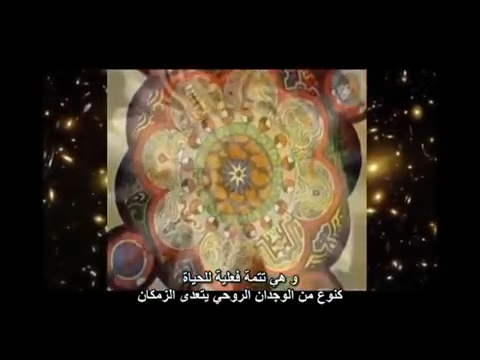 و هي تتمة فعلية للحياة
كنوع من الوجدان الروحي يتعدى الزمكان